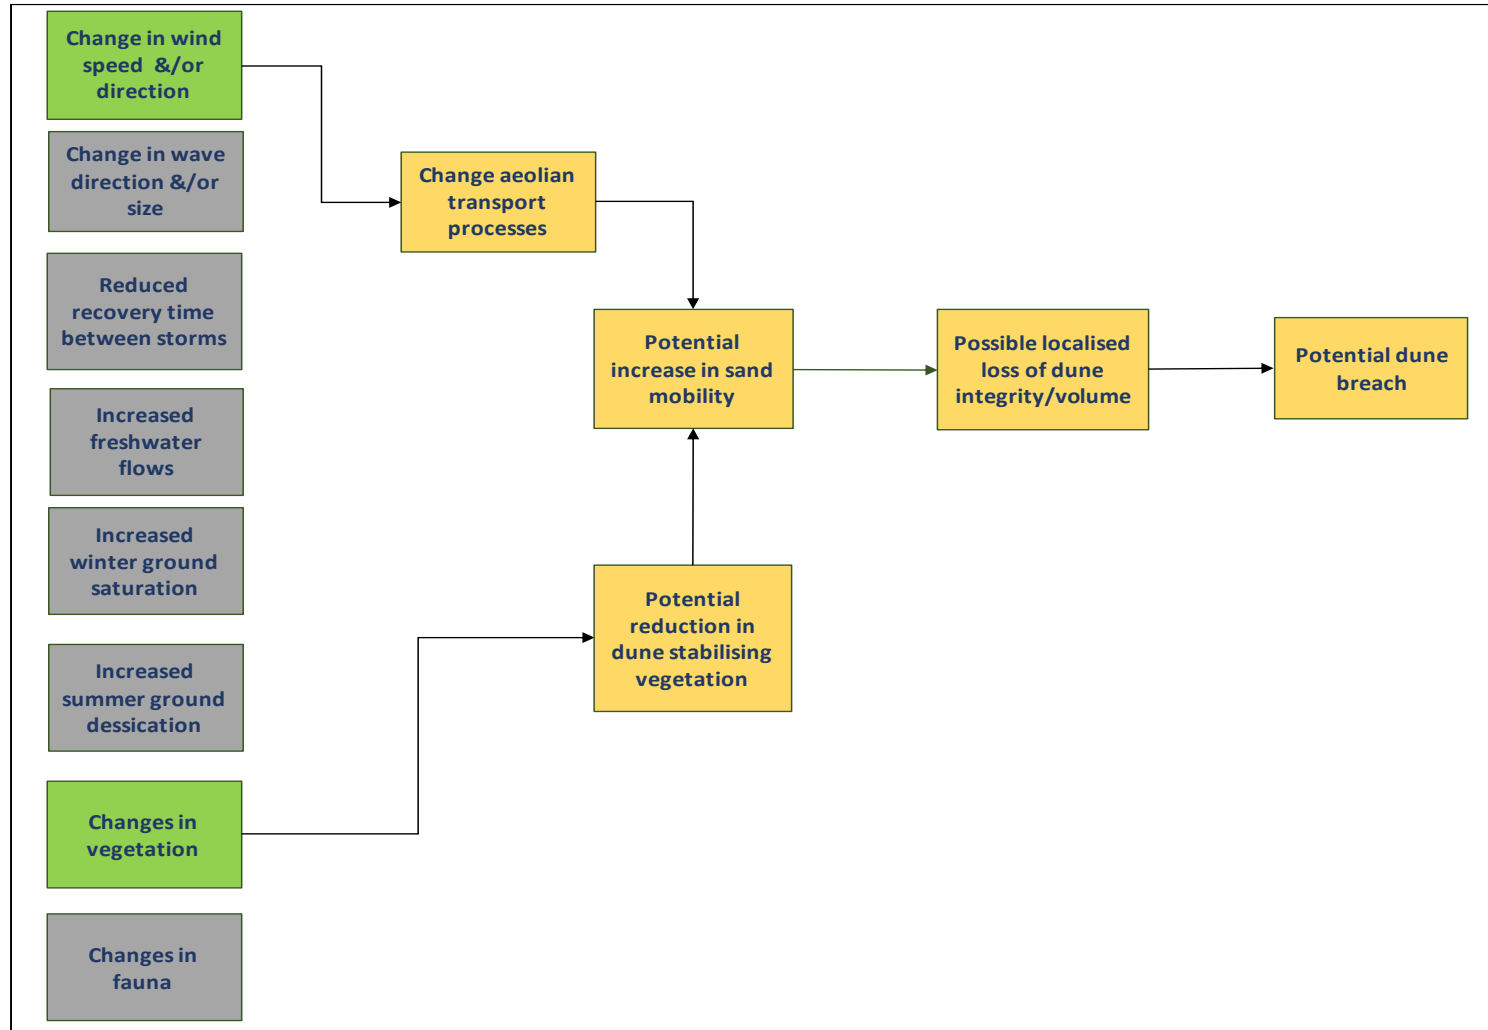 Change in wind
speed &/or
direction
Change in wave
direction &/or
size
Reduced
recovery time
between storms
Increased
freshwater
flows
Increased
winter ground
saturation
Increased
summer ground
dessication
Changes in
vegetation
Changes in
fauna
Change aeolian
transport
processes
Potential
increase in sand
mobility
Potential
reduction in
dune stabilising
vegetation
Possible localised
loss of dune
integrity/volume
Potential dune
breach